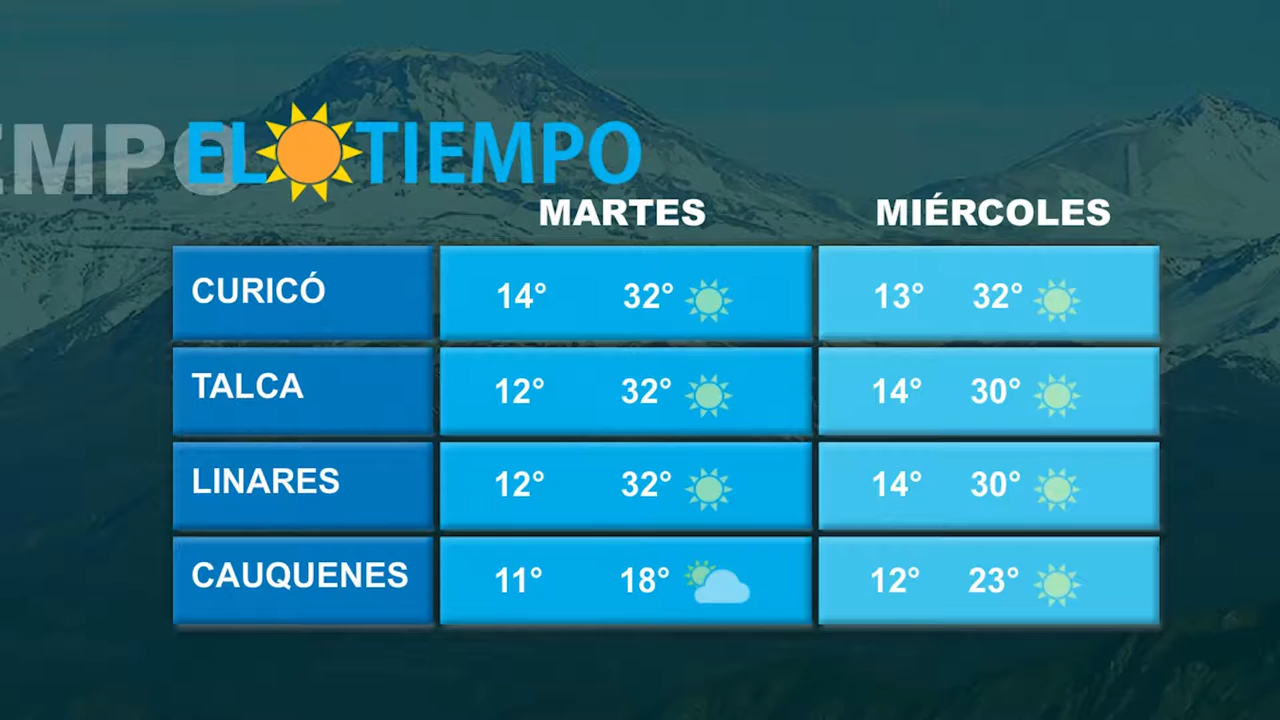 EMPO
EL TIEMPO
MARTES MIÉRCOLES
CURICÓ 14° 32° 13° 32°
TALCA 12° 32° 14° 30°
LINARES 12° 32° 14° 30°
CAUQUENES 11° 18° 12° 23°